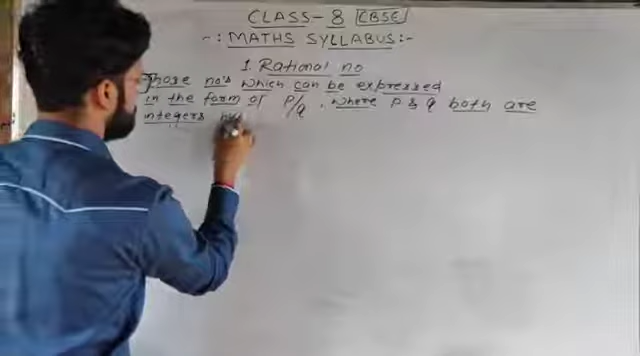 CLASS-8 CBSE
-: MATHS SYLLABUS:-
1. Rational no
Those no's which can be expressed
in the form of P/q, where P & q both are
integers